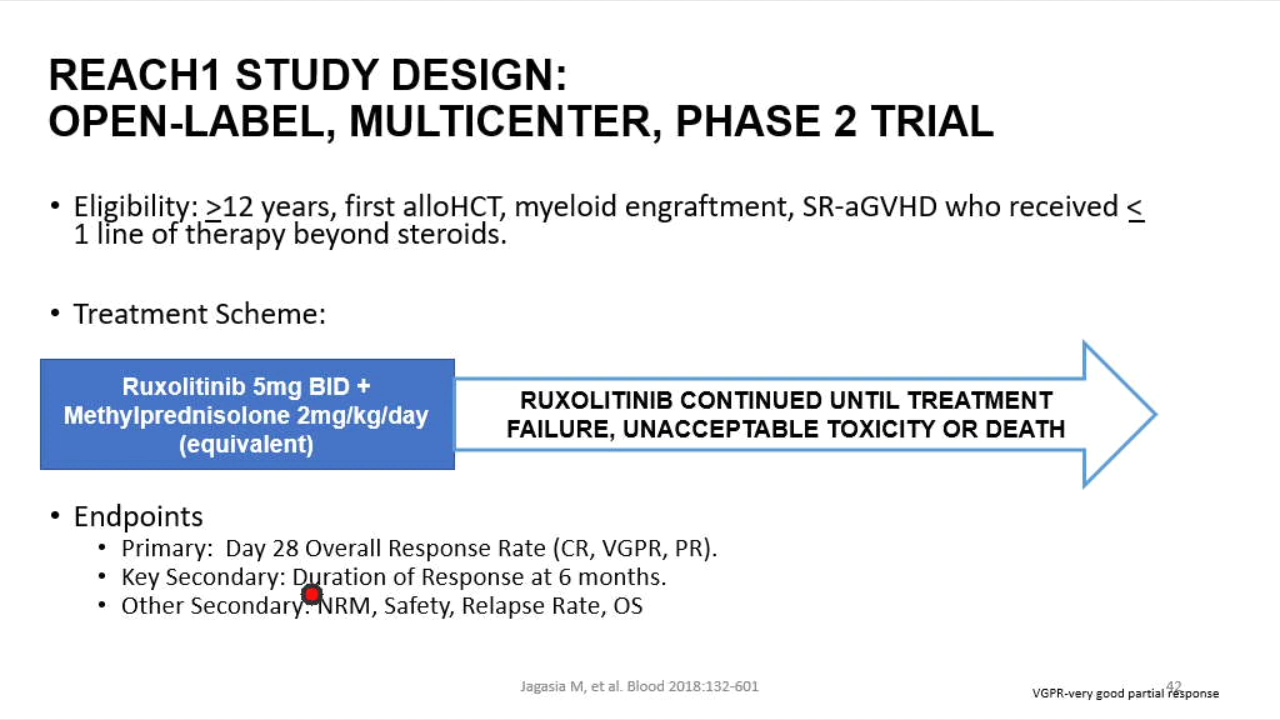 REACH1 STUDY DESIGN:
OPEN-LABEL, MULTICENTER, PHASE 2 TRIAL
• Eligibility: >12 years, first alloHCT, myeloid engraftment, SR-aGVHD who received <
1 line of therapy beyond steroids.
• Treatment Scheme:
Ruxolitinib 5mg BID +
Methylprednisolone 2mg/kg/day
(equivalent)
RUXOLITINIB CONTINUED UNTIL TREATMENT
FAILURE, UNACCEPTABLE TOXICITY OR DEATH
• Endpoints
• Primary: Day 28 Overall Response Rate (CR, VGPR, PR).
• Key Secondary: Duration of Response at 6 months.
• Other Secondary: NRM, Safety, Relapse Rate, OS
Jagasia M, et al. Blood 2018:132-601
42
VGPR-very good partial response